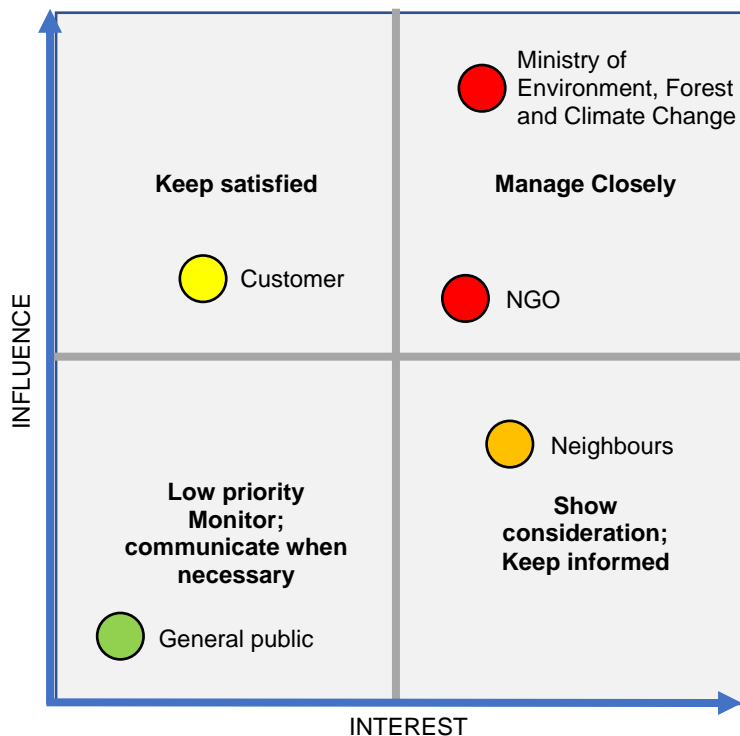 Ministry of
Environment, Forest
and Climate Change
Keep satisfied
Manage Closely
Customer
NGO
INFLUENCE
Neighbours
Low priority
Monitor;
communicate when
necessary
Show
consideration;
Keep informed
General public
INTEREST